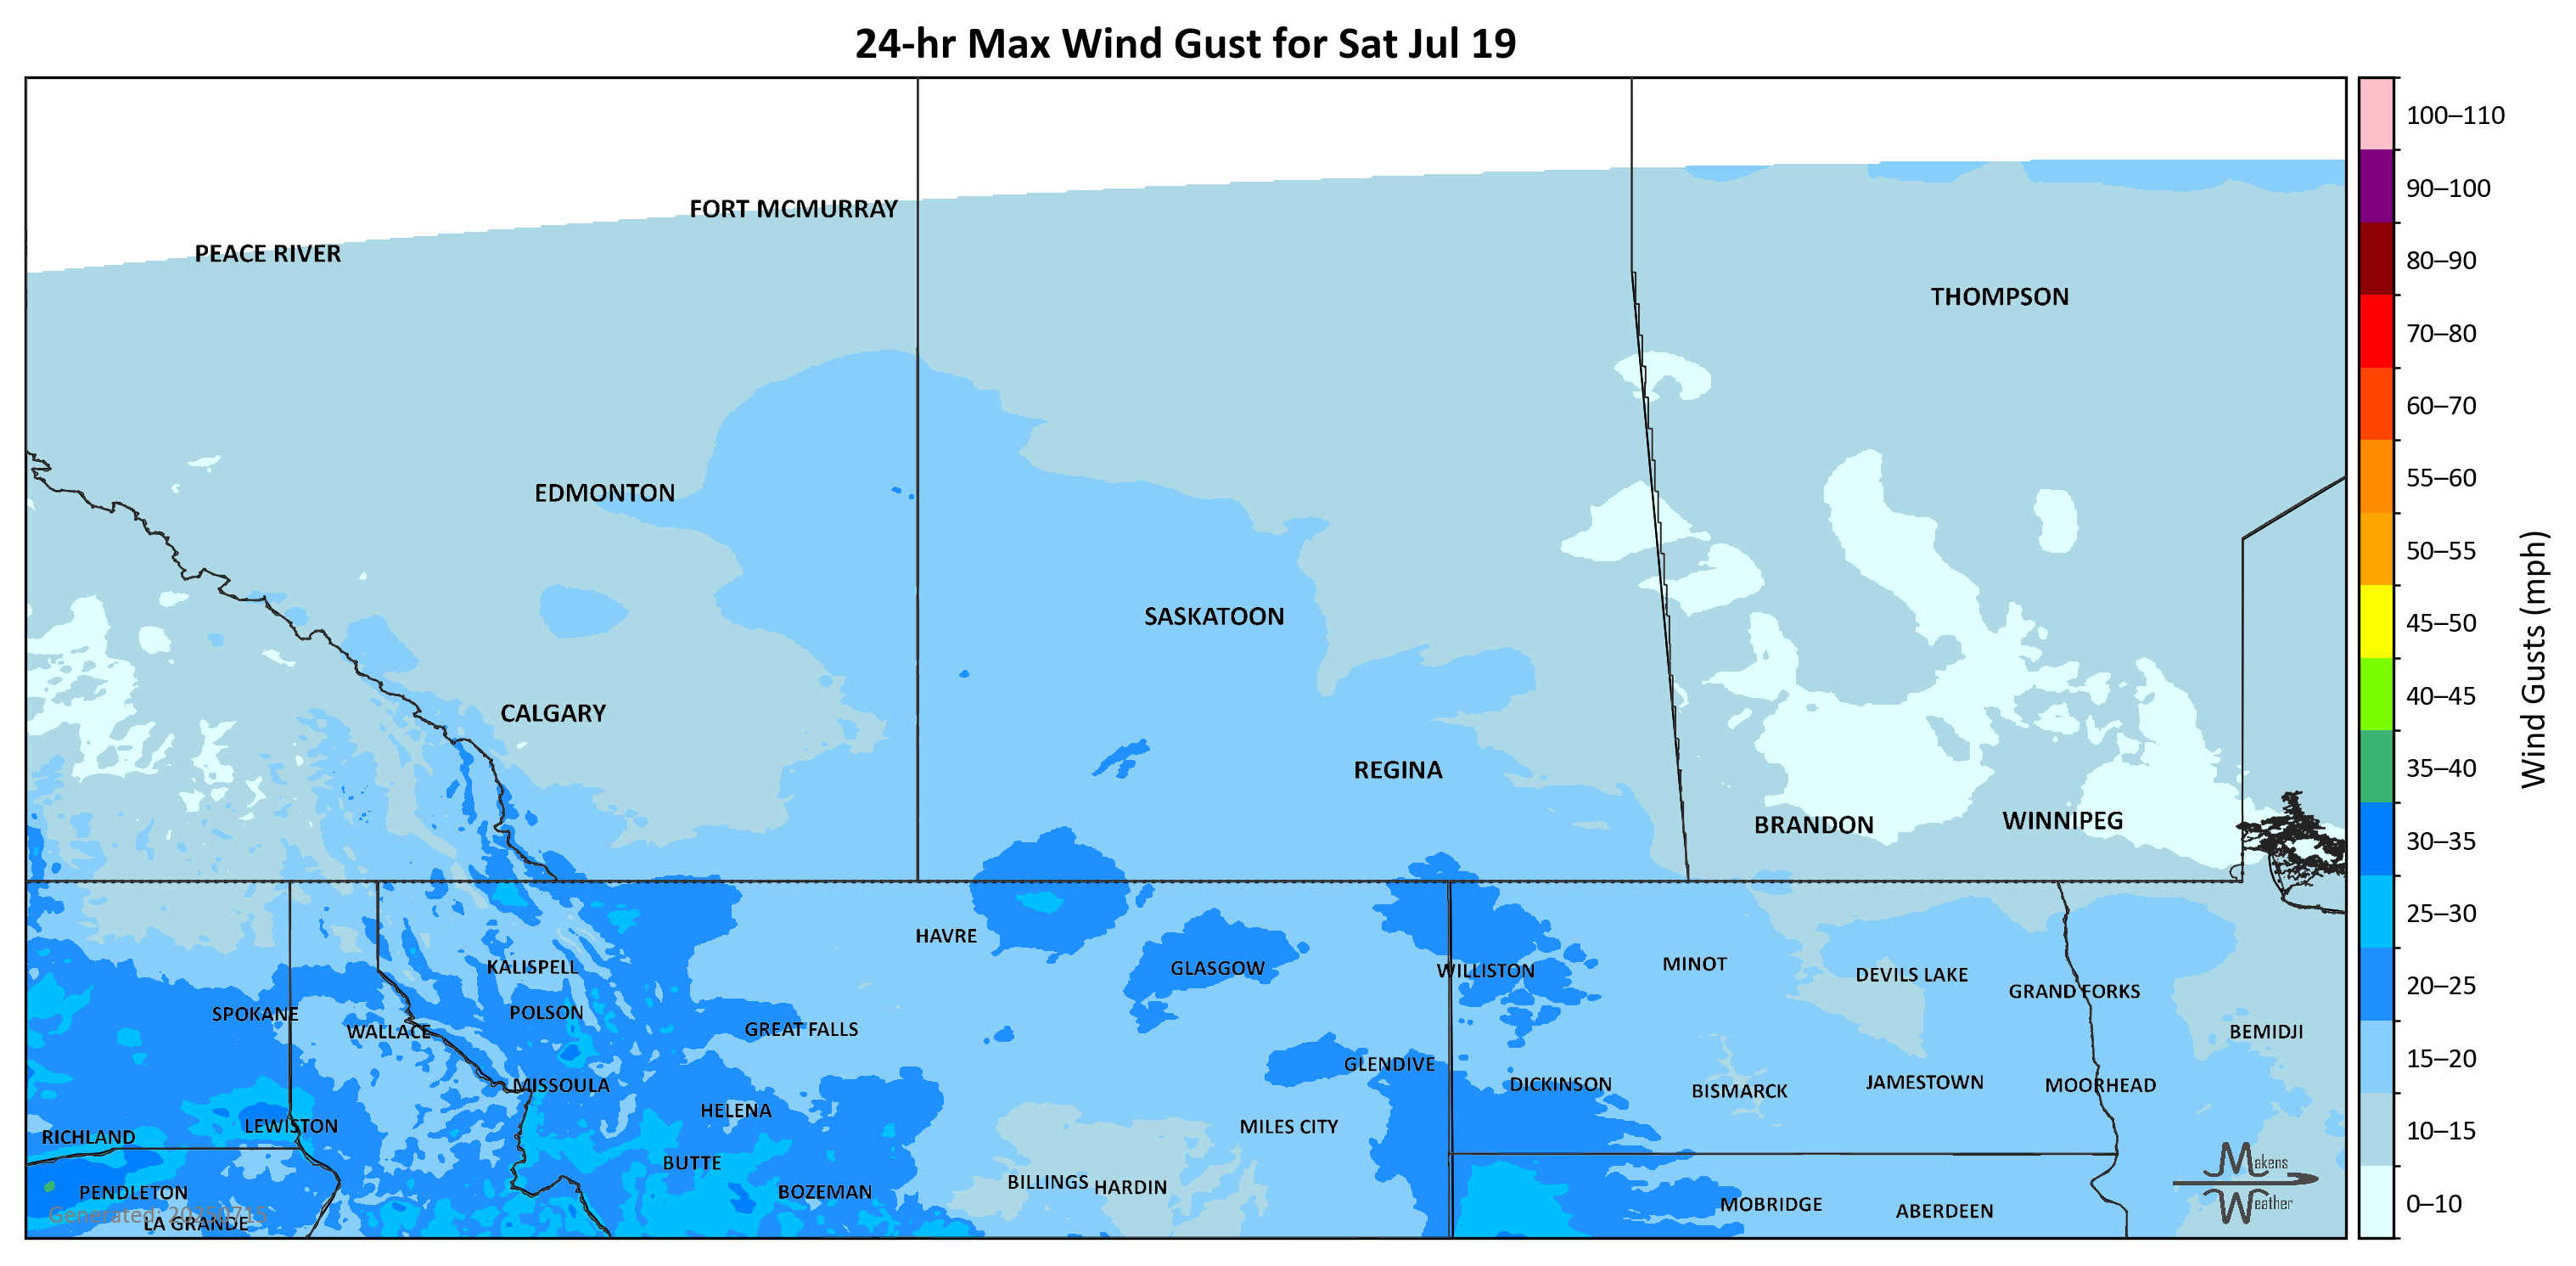 24-hr Max Wind Gust for Sat Jul 19
FORT MCMURRAY
PEACE RIVER
THOMPSON
EDMONTON
SASKATOON
CALGARY
REGINA
BRANDON
WINNIPEG
HAVRE
KALISPELL
GLASGOW
WILLISTON
MINOT
DEVILS LAKE
GRAND FORKS
SPOKANE
POLSON
WALLACE
GREAT FALLS
BEMIDJI
GLENDIVE
MISSOULA
DICKINSON
BISMARCK
JAMESTOWN
MOORHEAD
HELENA
LEWISTON
MILES CITY
RICHLAND
BUTTE
PENDLETON
BOZEMAN
BILLINGS
HARDIN
MOBRIDGE
ABERDEEN
Generated: 20250715
LA GRANDE
Makens
Weather
100–110
90–100
80–90
70–80
60–70
55–60
50–55
45–50
40–45
35–40
30–35
25–30
20–25
15–20
10–15
0–10
Wind Gusts (mph)